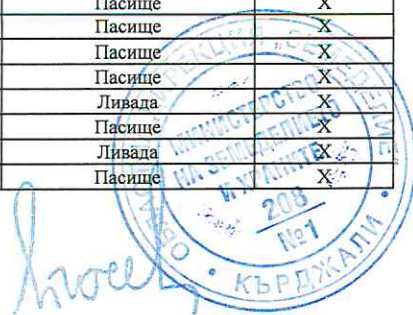 Пасище X
Пасище X
Пасище X
Пасище X
Ливада X
Пасище X
Ливада X
Пасище X
МИНИСТЕРСТВО
НА ЗЕМЕДЕЛИЕТО
И ХРАНИТЕ
208
№1
КЪРДЖАЛИ